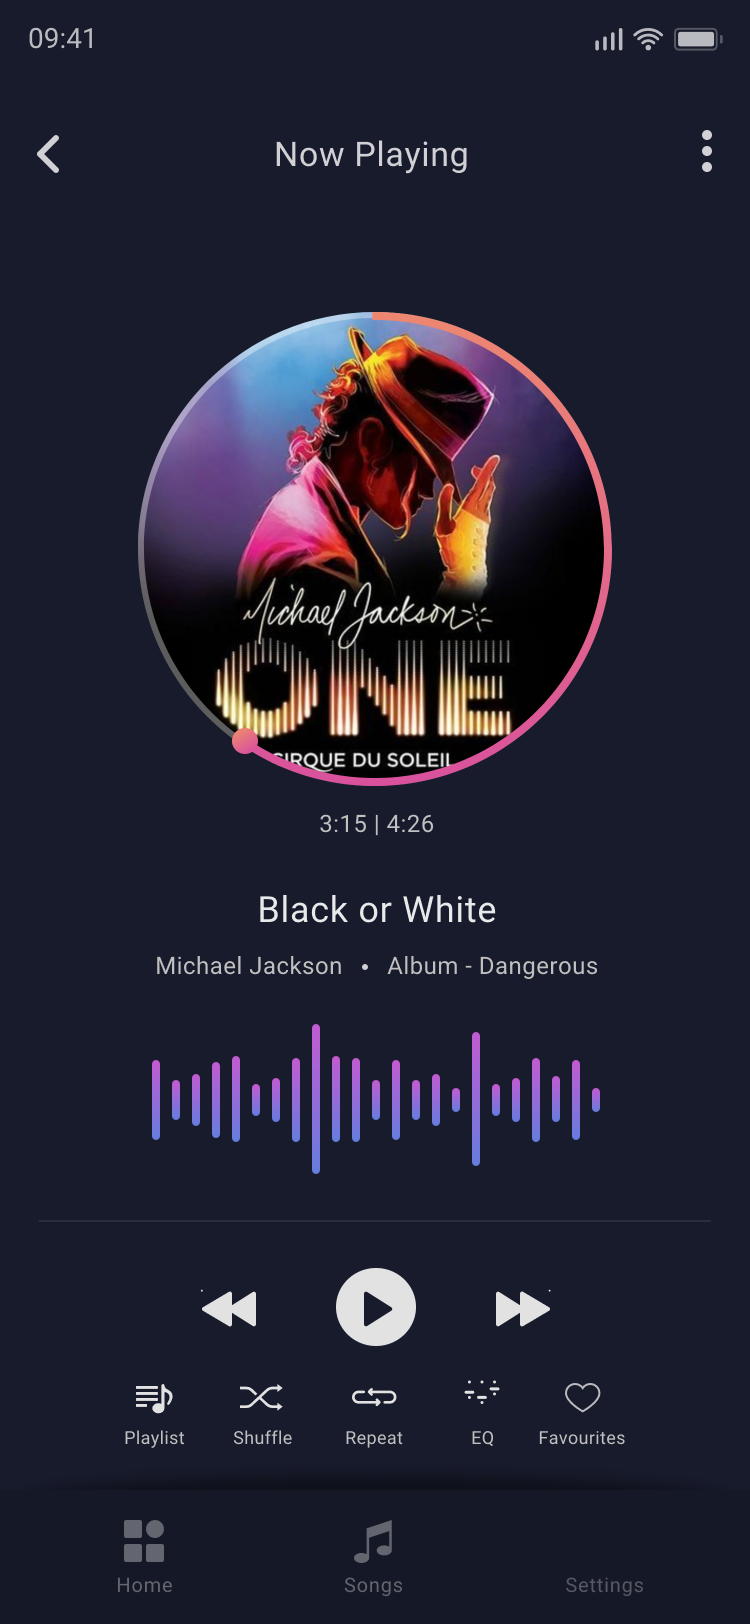 09:41
Now Playing
Michael Jackson
ONE
CIRQUE DU SOLEIL
3:15 | 4:26
Black or White
Michael Jackson • Album - Dangerous
Playlist Shuffle Repeat EQ Favourites
Home Songs Settings